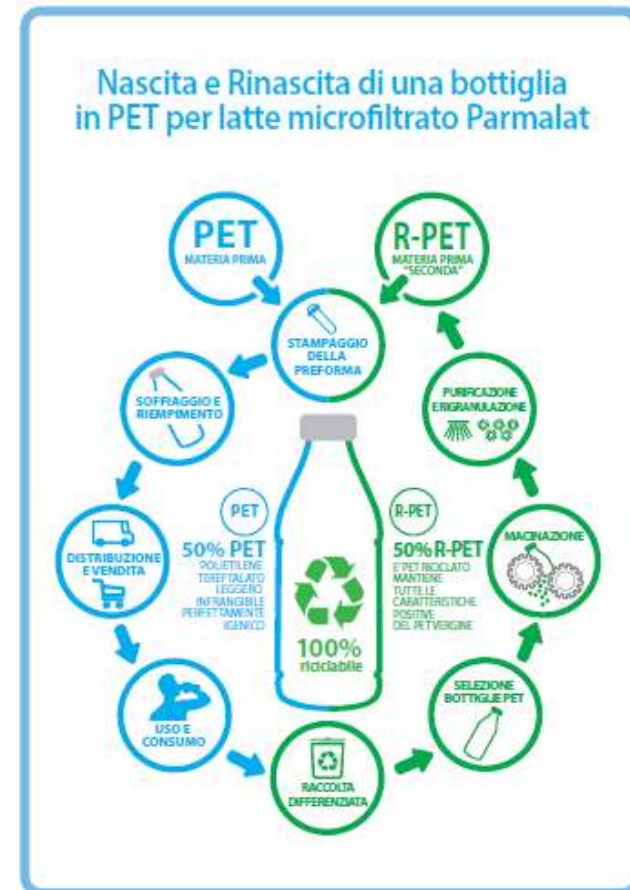 Nascita e Rinascita di una bottiglia
in PET per latte microfiltrato Parmalat
PET
MATERIA PRIMA
R-PET
MATERIA PRIMA
"SECONDA"
STAMPAGGIO
DELLA
PREFORMA
SOFFIAGGIO E
RIEMPIMENTO
PURIFICAZIONE
E RIGRANULAZIONE
DISTRIBUZIONE
E VENDITA
PET
50% PET
POLIETILENE
TEREFTALATO
LEGGERO
INFRANGIBILE
PERFETTAMENTE
IGENICO
R-PET
50% R-PET
E' PET RICICLATO
MANTIENE
TUTTE LE
CARATTERISTICHE
POSITIVE
DEL PET VERGINE
MACINAZIONE
100%
riciclabile
USO E
CONSUMO
SELEZIONE
BOTTIGLIE PET
RACCOLTA
DIFFERENZIATA